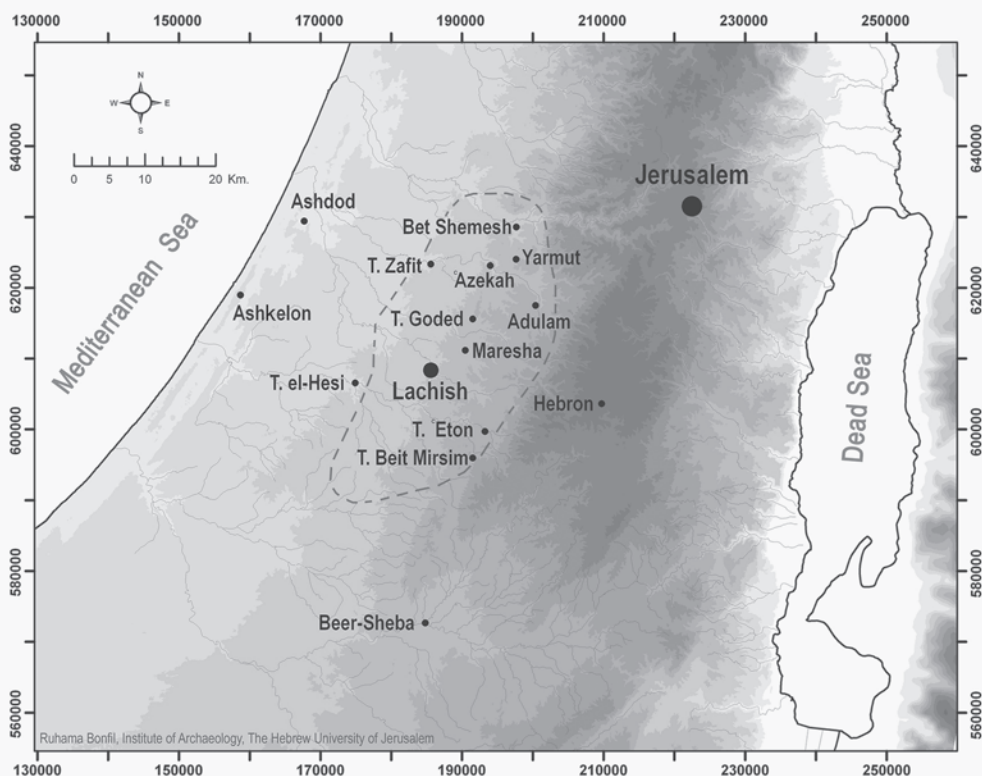 130000 150000 170000 190000 210000 230000 250000
N
W E
S
0 5 10 20 Km.
640000 640000
Jerusalem
Ashdod
Bet Shemesh
Mediterranean Sea
T. Zafit
Yarmut
Azekah
620000 620000
Ashkelon
T. Goded
Adulam
Maresha
T. el-Hesi
Lachish
Hebron
Dead Sea
600000 600000
T. Eton
T. Beit Mirsim
580000 580000
Beer-Sheba
560000 560000
Ruhama Bonfil, Institute of Archaeology, The Hebrew University of Jerusalem
130000 150000 170000 190000 210000 230000 250000